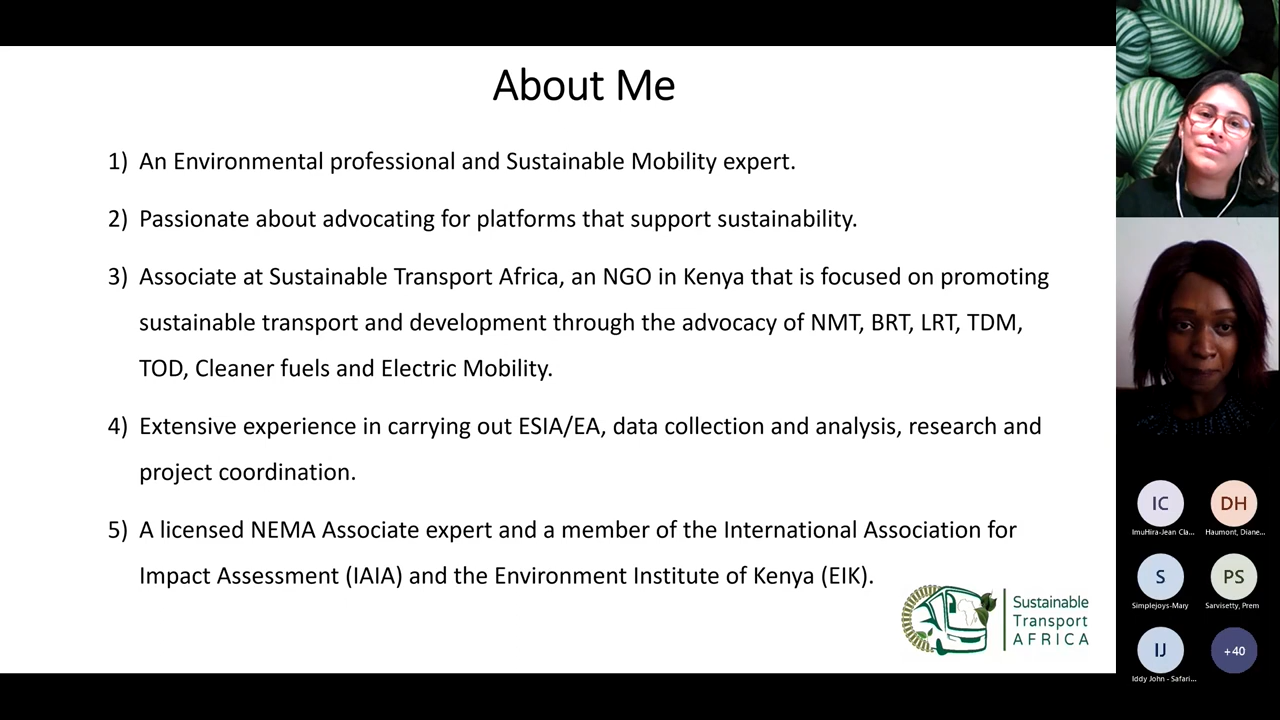 About Me
1) An Environmental professional and Sustainable Mobility expert.
2) Passionate about advocating for platforms that support sustainability.
3) Associate at Sustainable Transport Africa, an NGO in Kenya that is focused on promoting
sustainable transport and development through the advocacy of NMT, BRT, LRT, TDM,
TOD, Cleaner fuels and Electric Mobility.
4) Extensive experience in carrying out ESIA/EA, data collection and analysis, research and
project coordination.
5) A licensed NEMA Associate expert and a member of the International Association for
Impact Assessment (IAIA) and the Environment Institute of Kenya (EIK).
Sustainable
Transport
AFRICA
IC
DH
ImuHira-Jean Cla...
Haumont, Diane...
S
PS
Simplejoys-Mary
Sarvisetty, Prem
IJ
+40
Iddy John - Safari...